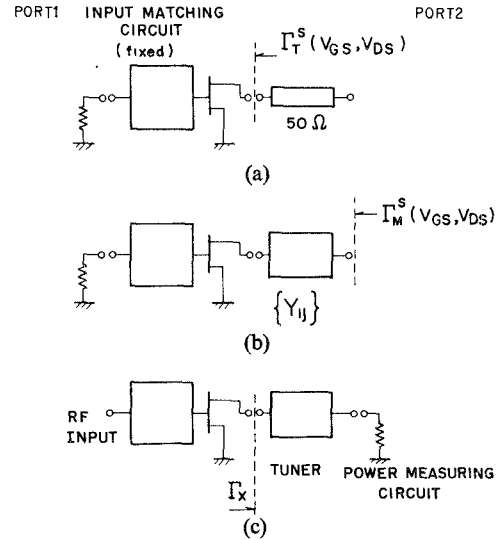 PORT1 INPUT MATCHING CIRCUIT (fixed) PORT2
Γ_T^S (V_GS, V_DS)
50 Ω
(a)
Γ_M^S (V_GS, V_DS)
{Y_ij}
(b)
RF INPUT
TUNER
POWER MEASURING CIRCUIT
Γ_X
(c)